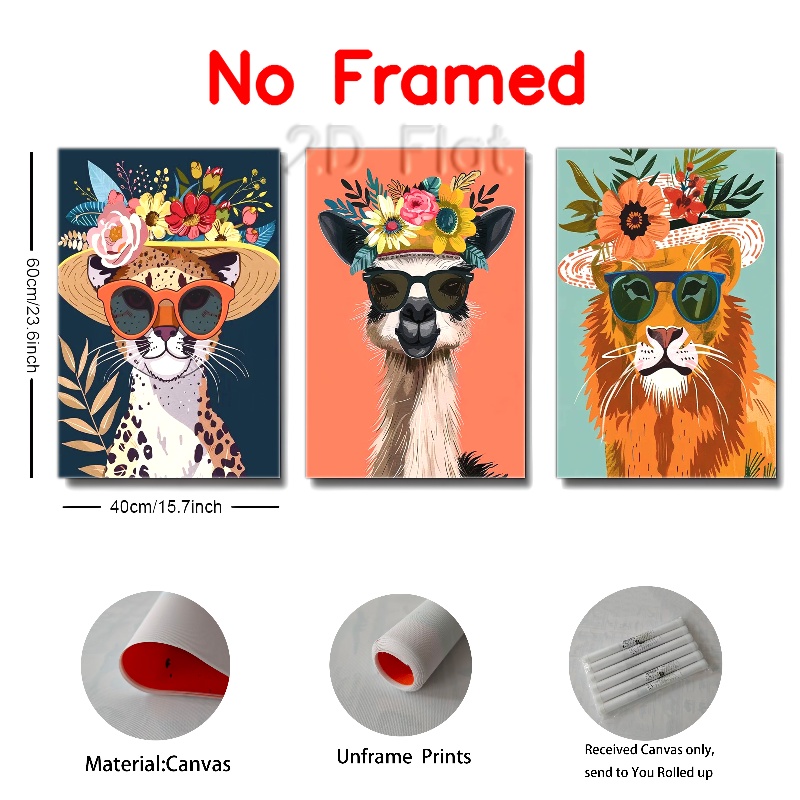 No Framed
2D Flat
60cm/23.6inch
40cm/15.7inch
Material:Canvas
Unframe Prints
Received Canvas only,
send to You Rolled up